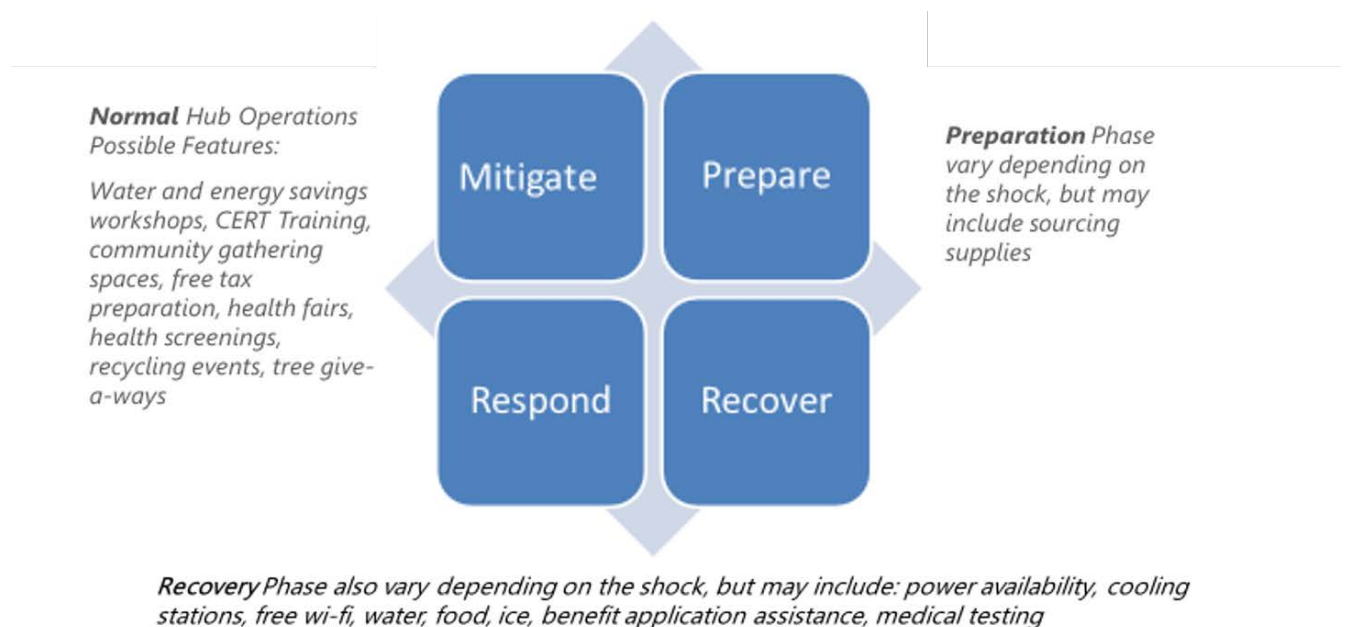 Normal Hub Operations
Possible Features:
Water and energy savings
workshops, CERT Training,
community gathering
spaces, free tax
preparation, health fairs,
health screenings,
recycling events, tree give-
a-ways
Mitigate
Prepare
Respond
Recover
Preparation Phase
vary depending on
the shock, but may
include sourcing
supplies
Recovery Phase also vary depending on the shock, but may include: power availability, cooling
stations, free wi-fi, water, food, ice, benefit application assistance, medical testing